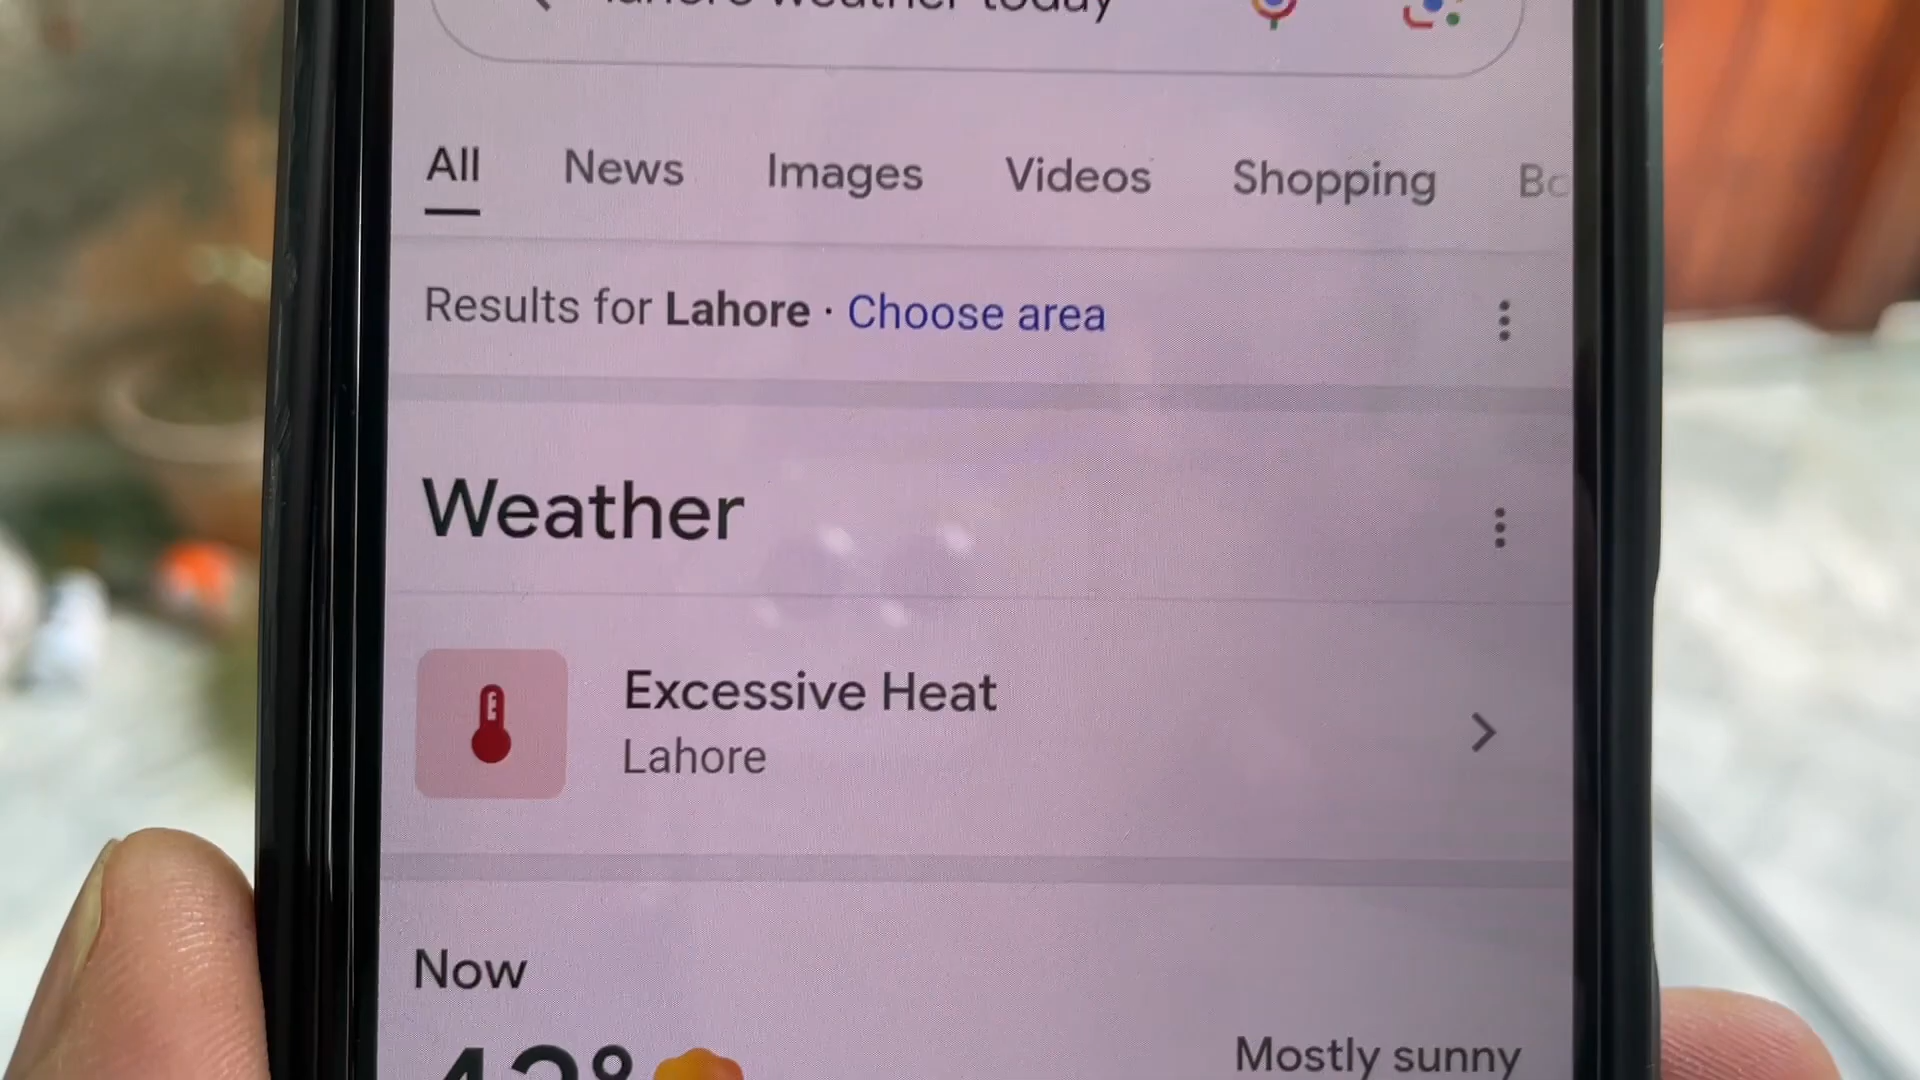 lahore weather today
All News Images Videos Shopping
Results for Lahore · Choose area
Weather
Excessive Heat
Lahore
Now
Mostly sunny